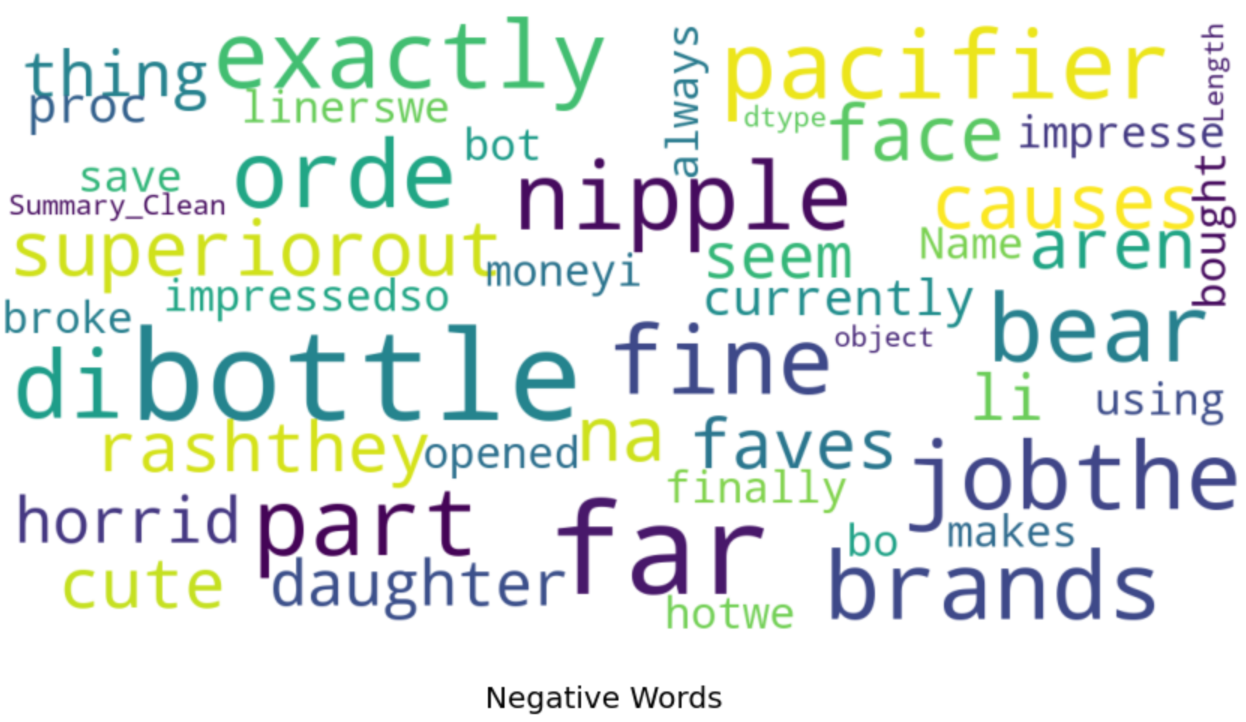 thing
exactly
always
pacifier
Length
proc
linerswe
dtype
face
impresse
save
orde
bot
nipple
causes
bought
Summary_Clean
superiorout
moneyi
seem
Name
aren
impressedso
currently
broke
di
bottle
fine
object
bear
li
using
rashthey
opened
na
faves
jobthe
finally
horrid
part
far
bo
makes
cute
daughter
hotwe
brands
Negative Words